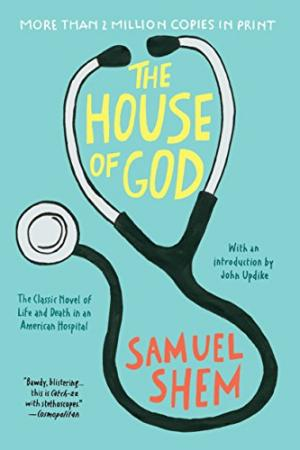 MORE THAN 2 MILLION COPIES IN PRINT
THE
HOUSE
OF GOD
With an
introduction by
John Updike
The Classic Novel of
Life and Death in an
American Hospital
SAMUEL
SHEM
"Bawdy, blistering...
this is Catch-22
with stethoscopes"
—Cosmopolitan